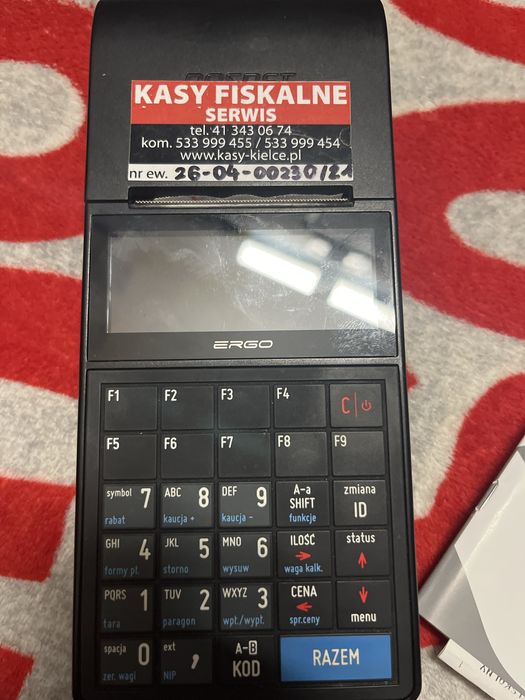 KASY FISKALNE
SERWIS
tel. 41 343 06 74
kom. 533 999 455 / 533 999 454
www.kasy-kielce.pl
nr ew. 26-04-00230/21
ERGO
F1 F2 F3 F4 C|
F5 F6 F7 F8 F9
symbol 7 ABC 8 DEF 9 A-a SHIFT zmiana ID
rabat kaucja + kaucja - funkcje
GHI 4 JKL 5 MNO 6 ILOŚĆ status
formy pł. storno wysuw waga kalk.
PQRS 1 TUV 2 WXYZ 3 CENA menu
tara paragon wpł./wypł. spr.ceny
spacja 0 ext , A-B KOD RAZEM
zer. wagi NIP